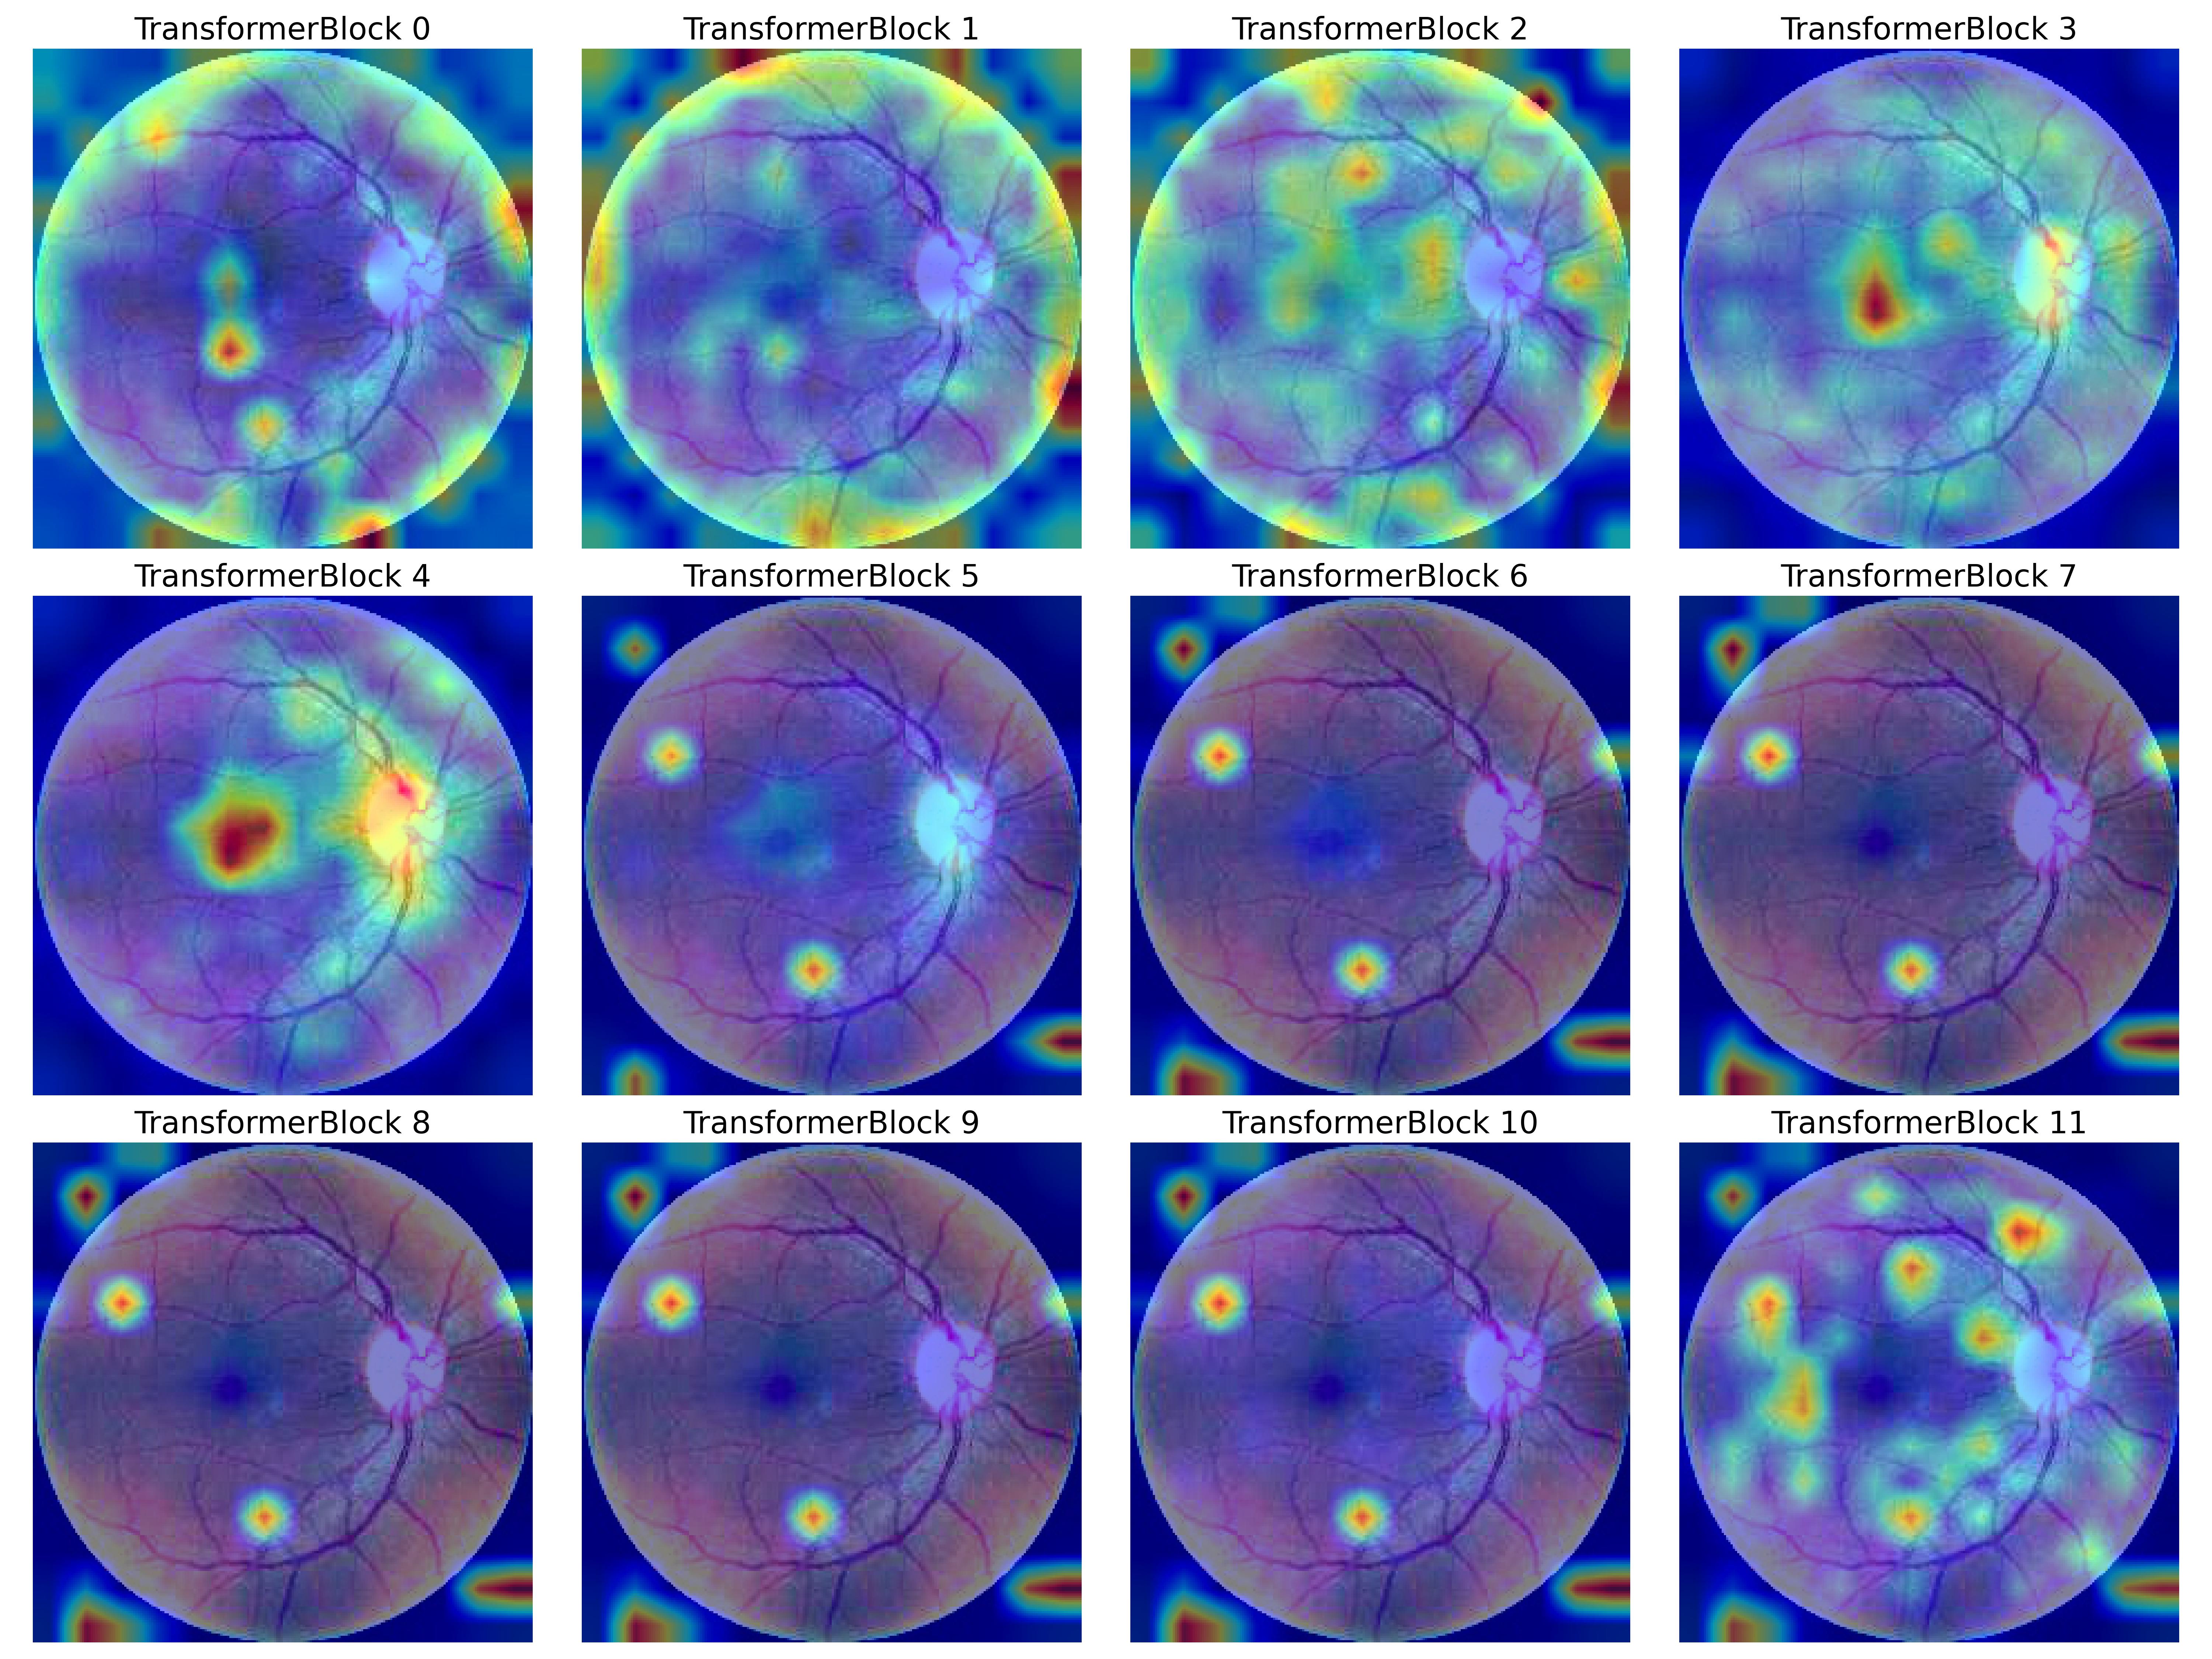 TransformerBlock 0
TransformerBlock 1
TransformerBlock 2
TransformerBlock 3
TransformerBlock 4
TransformerBlock 5
TransformerBlock 6
TransformerBlock 7
TransformerBlock 8
TransformerBlock 9
TransformerBlock 10
TransformerBlock 11